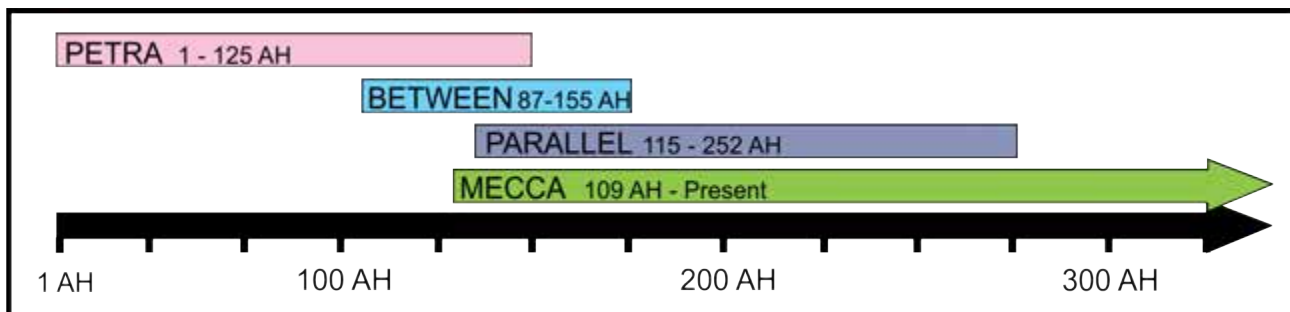 PETRA 1 - 125 AH
BETWEEN 87-155 AH
PARALLEL 115 - 252 AH
MECCA 109 AH - Present
1 AH 100 AH 200 AH 300 AH